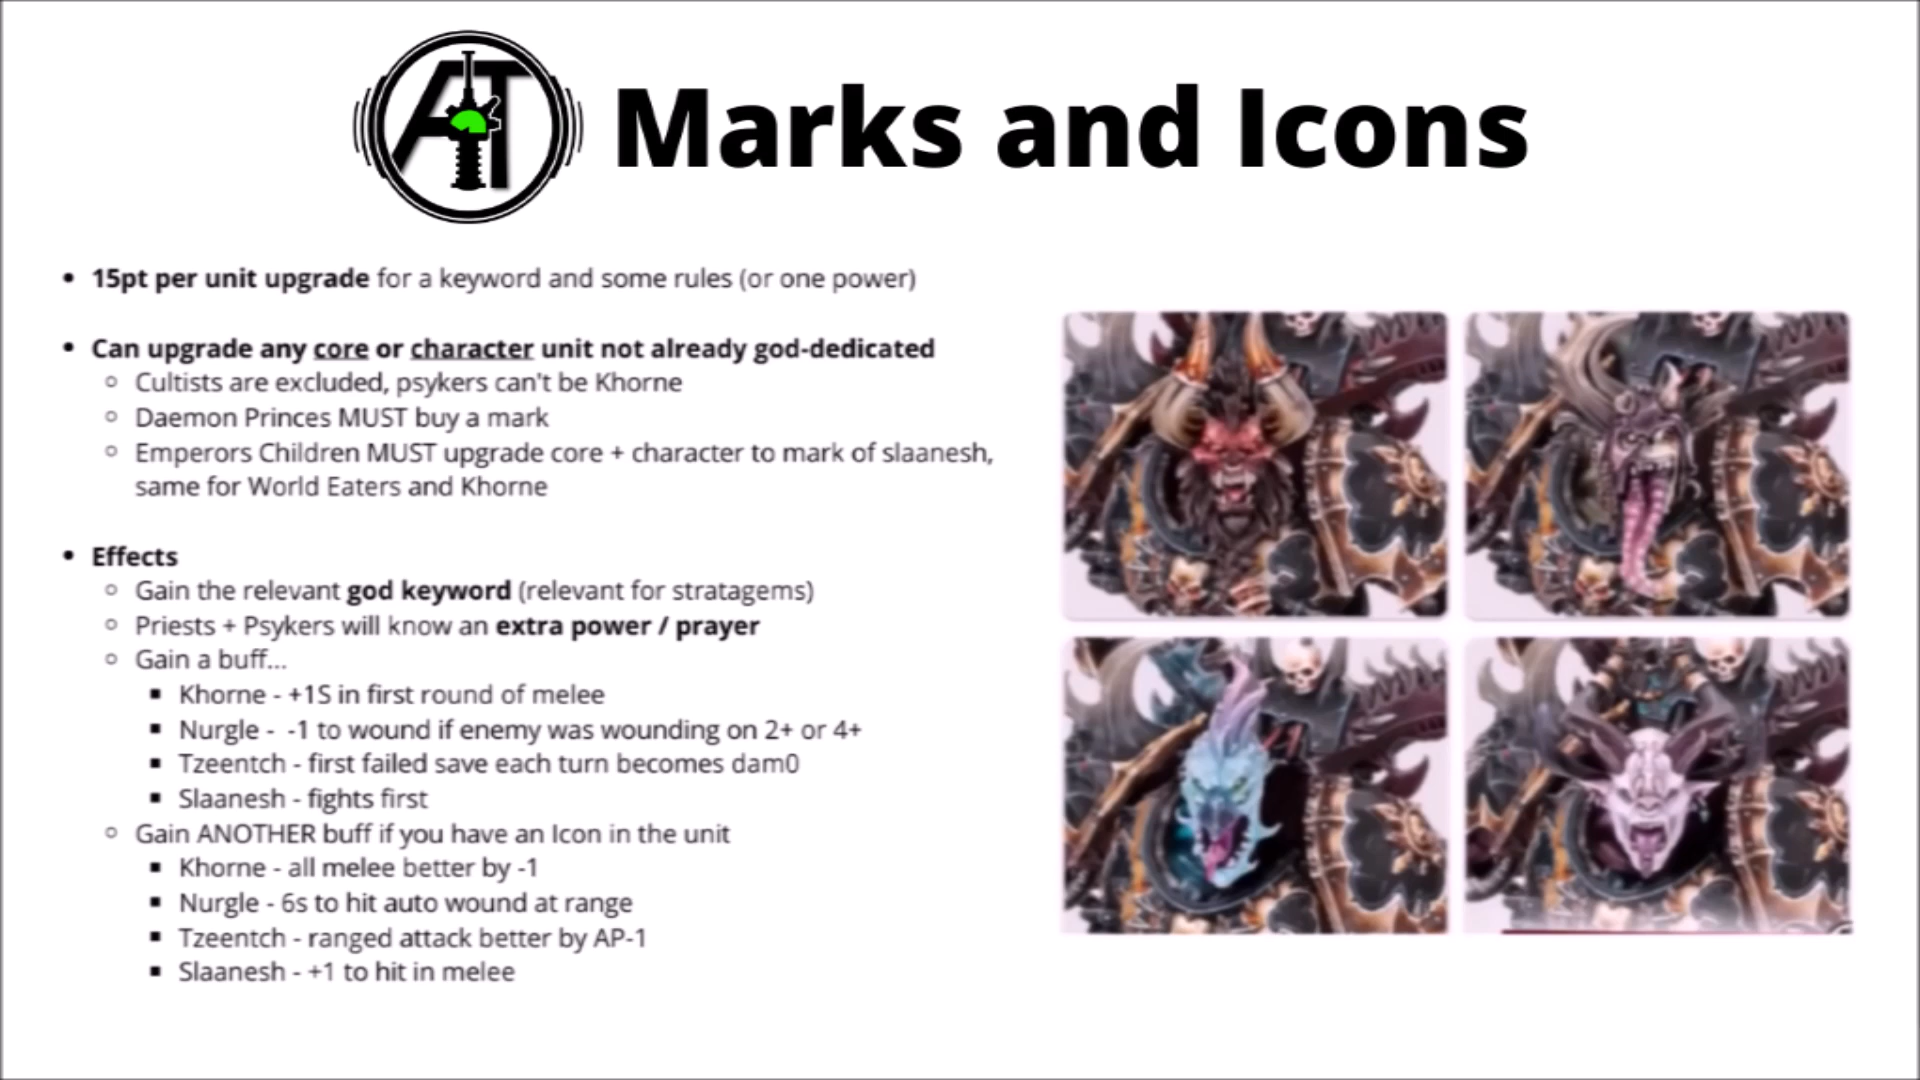 AT
Marks and Icons
• 15pt per unit upgrade for a keyword and some rules (or one power)
• Can upgrade any core or character unit not already god-dedicated
○ Cultists are excluded, psykers can't be Khorne
○ Daemon Princes MUST buy a mark
○ Emperors Children MUST upgrade core + character to mark of slaanesh,
same for World Eaters and Khorne
• Effects
○ Gain the relevant god keyword (relevant for stratagems)
○ Priests + Psykers will know an extra power / prayer
○ Gain a buff...
▪ Khorne - +1S in first round of melee
▪ Nurgle - -1 to wound if enemy was wounding on 2+ or 4+
▪ Tzeentch - first failed save each turn becomes dam0
▪ Slaanesh - fights first
○ Gain ANOTHER buff if you have an Icon in the unit
▪ Khorne - all melee better by -1
▪ Nurgle - 6s to hit auto wound at range
▪ Tzeentch - ranged attack better by AP-1
▪ Slaanesh - +1 to hit in melee